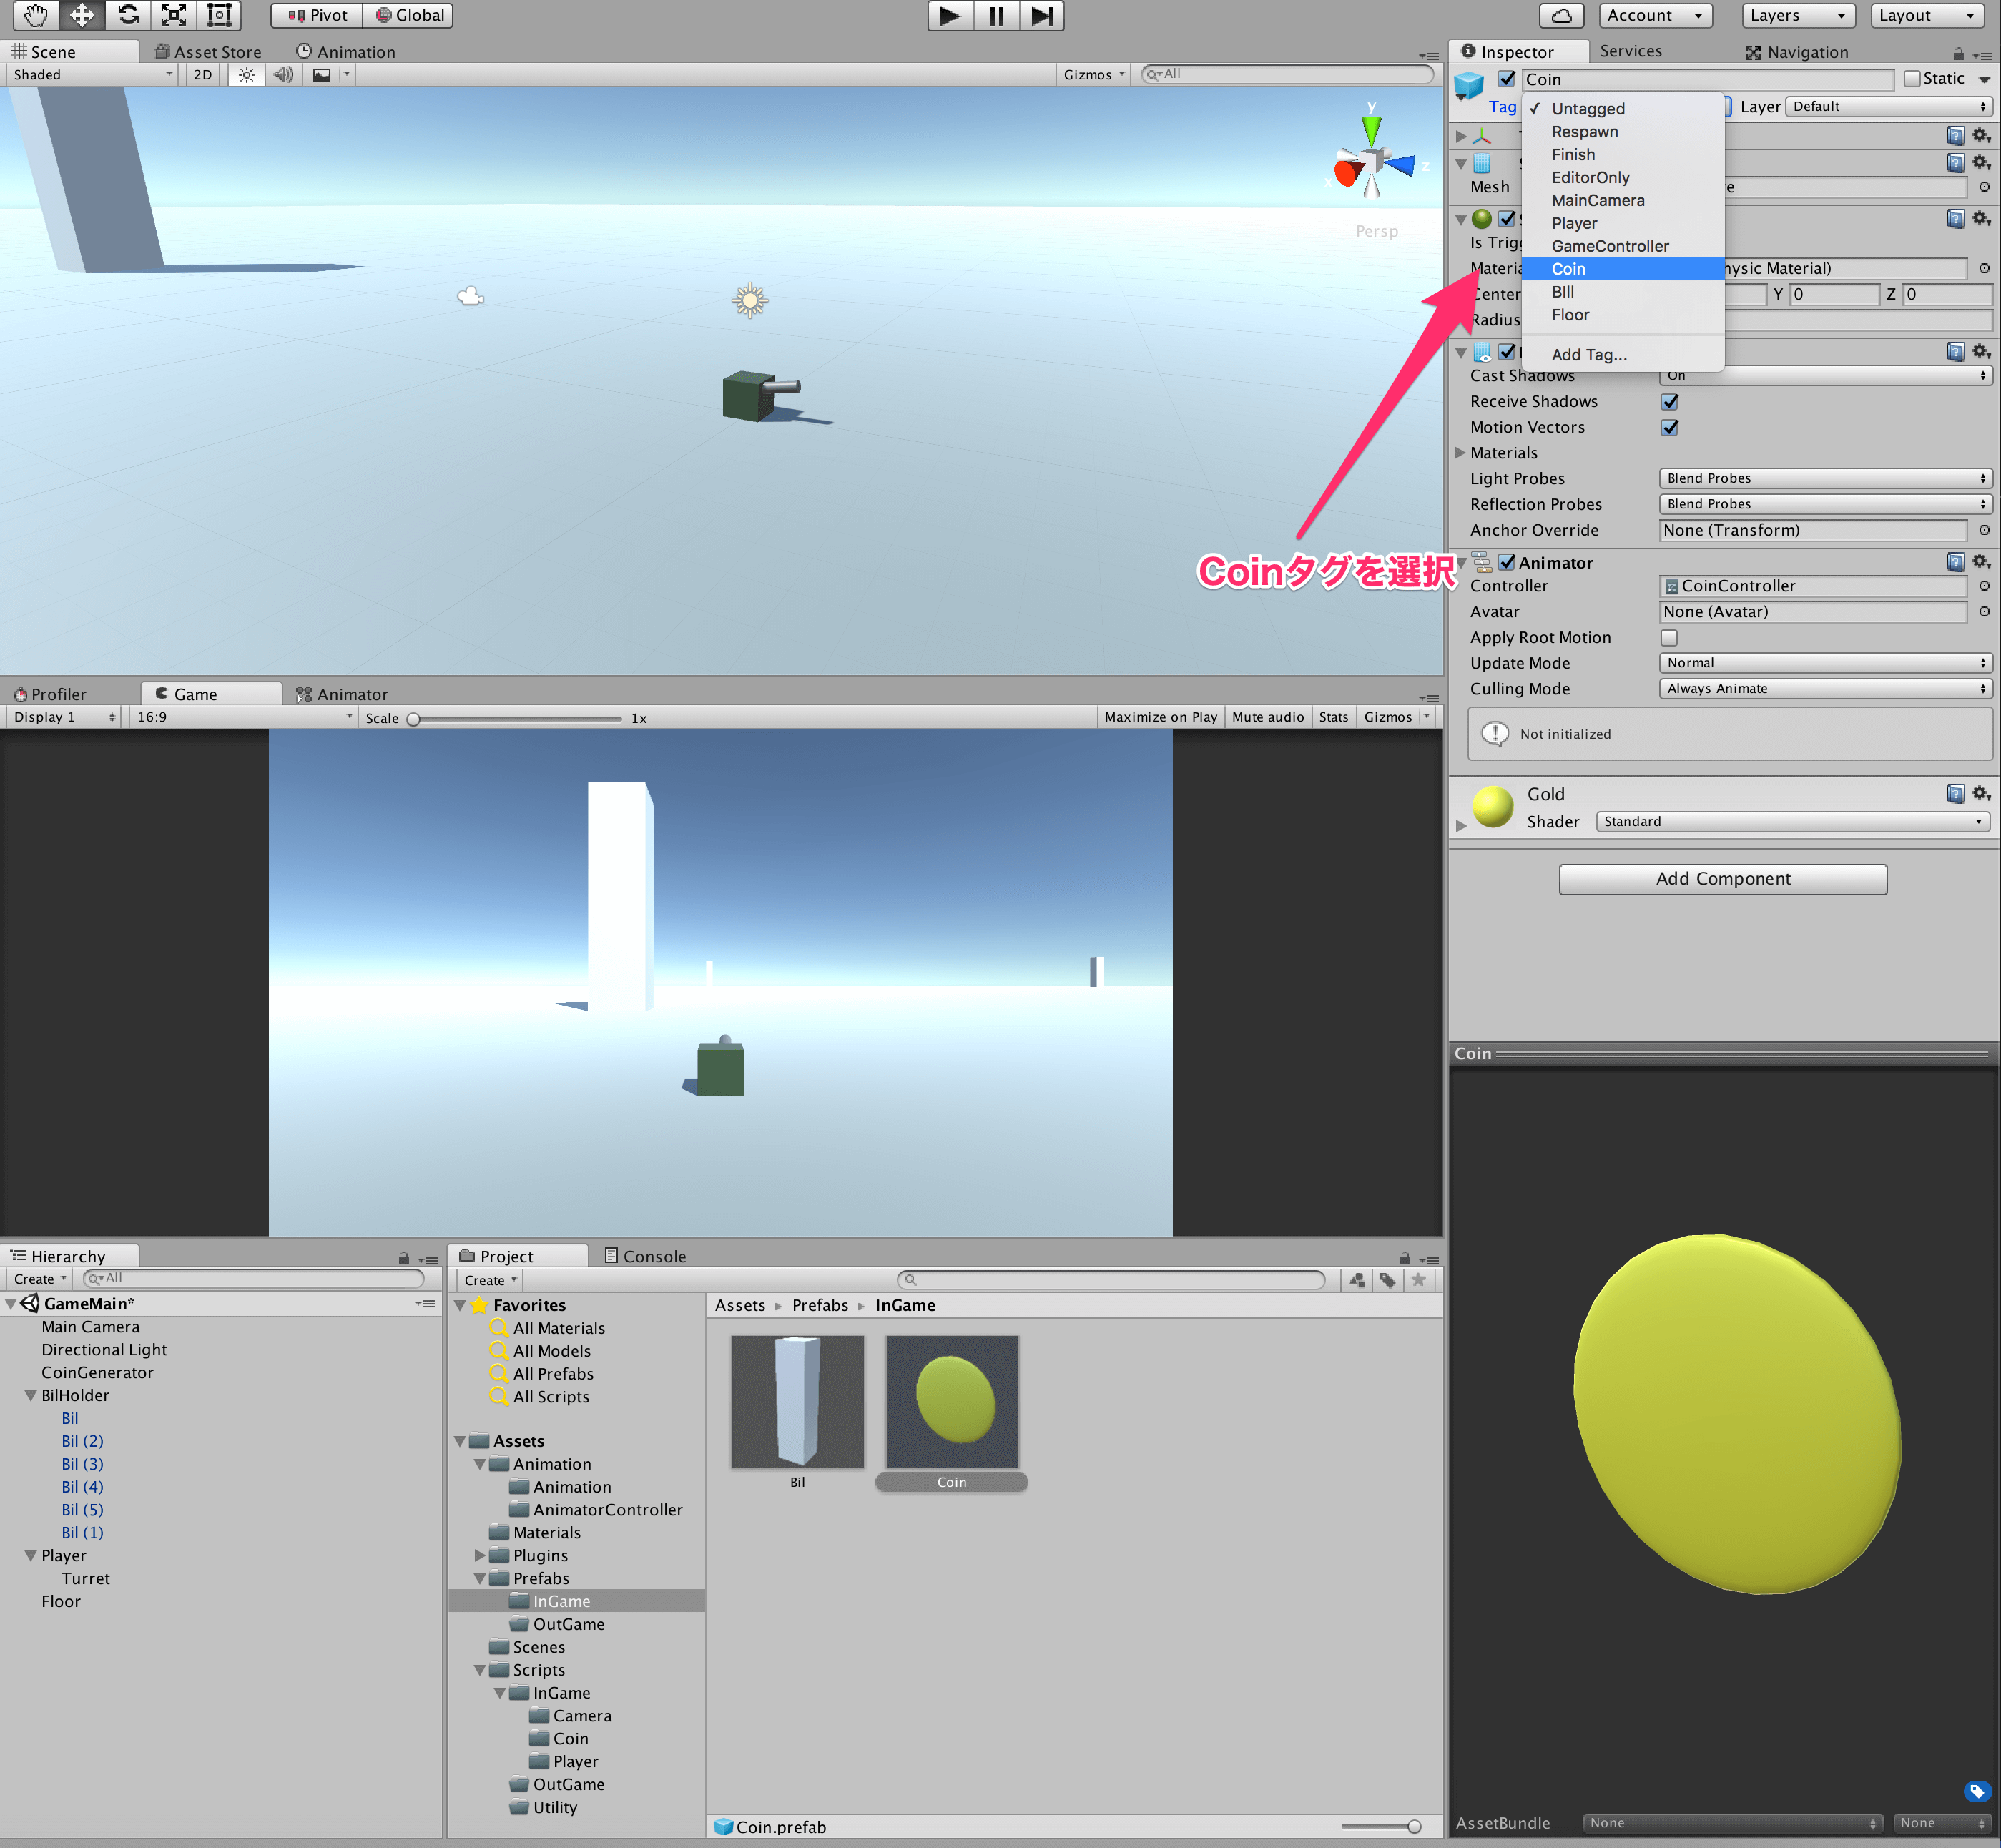 Pivot Global
Account Layers Layout
Scene Asset Store Animation
Shaded 2D Gizmos All
y
z
x
Persp
Inspector Services Navigation
Coin Static
Tag Layer Default
Untagged
Respawn
Finish
EditorOnly
MainCamera
Player
GameController
Coin
BIll
Floor
Add Tag...
Mesh
Is Trigg
Materia hysic Material)
Center Y 0 Z 0
Radius
Cast Shadows On
Receive Shadows
Motion Vectors
Materials
Light Probes Blend Probes
Reflection Probes Blend Probes
Anchor Override None (Transform)
Coinタグを選択
Animator
Controller CoinController
Avatar None (Avatar)
Apply Root Motion
Update Mode Normal
Culling Mode Always Animate
Not initialized
Gold
Shader Standard
Add Component
Profiler Game Animator
Display 1 16:9 Scale 1x Maximize on Play Mute audio Stats Gizmos
Hierarchy
Create All
GameMain*
Main Camera
Directional Light
CoinGenerator
BilHolder
Bil
Bil (2)
Bil (3)
Bil (4)
Bil (5)
Bil (1)
Player
Turret
Floor
Project Console
Create
Favorites
All Materials
All Models
All Prefabs
All Scripts
Assets
Animation
Animation
AnimatorController
Materials
Plugins
Prefabs
InGame
OutGame
Scenes
Scripts
InGame
Camera
Coin
Player
OutGame
Utility
Assets Prefabs InGame
Bil Coin
Coin.prefab
Coin
AssetBundle None None